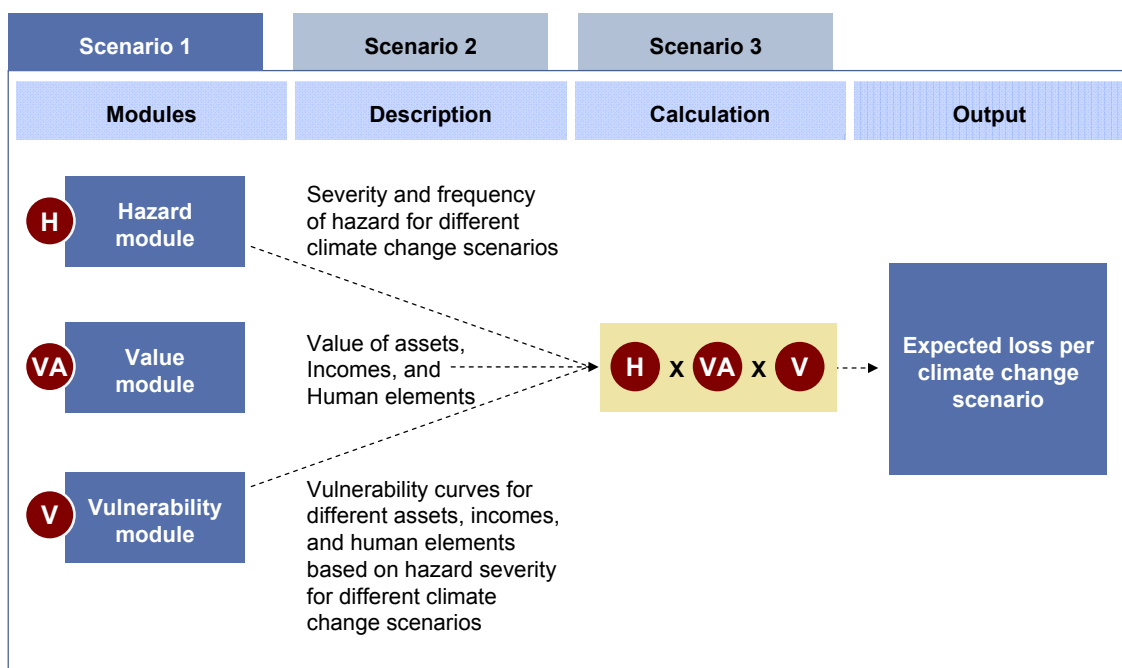 Scenario 1
Scenario 2
Scenario 3
Modules
Description
Calculation
Output
H
Hazard
module
Severity and frequency
of hazard for different
climate change scenarios
VA
Value
module
Value of assets,
Incomes, and
Human elements
H x VA x V
Expected loss per
climate change
scenario
V
Vulnerability
module
Vulnerability curves for
different assets, incomes,
and human elements
based on hazard severity
for different climate
change scenarios